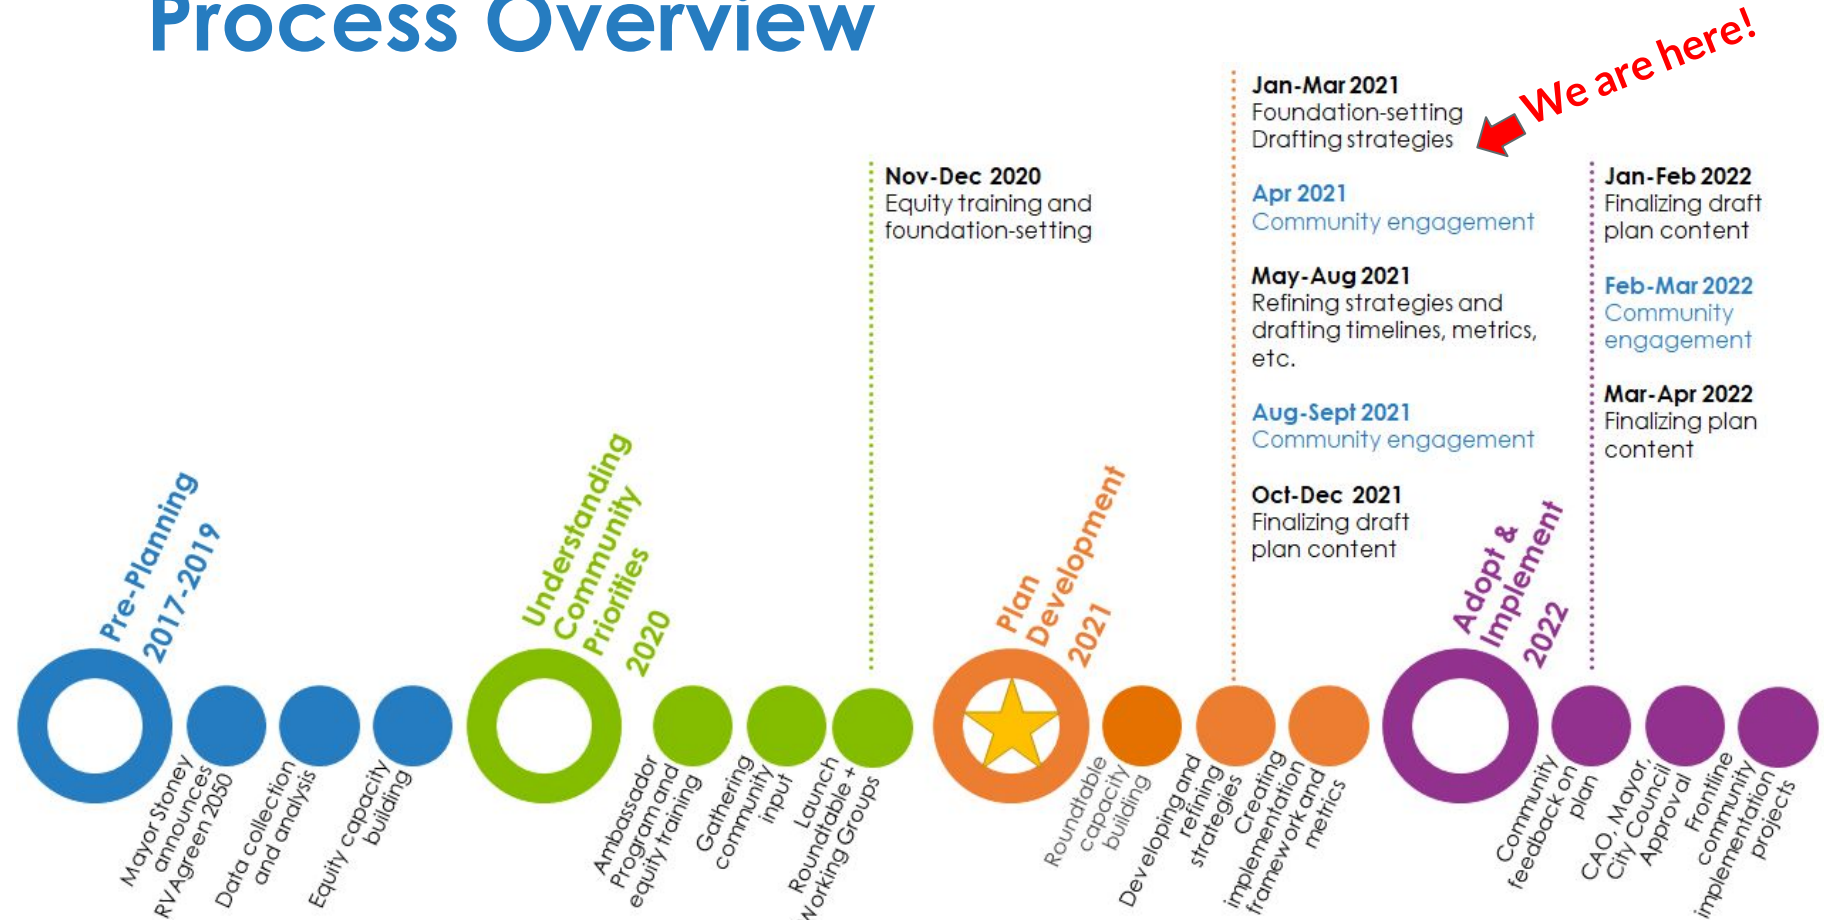 Process Overview
We are here!
Nov-Dec 2020
Equity training and
foundation-setting
Jan-Mar 2021
Foundation-setting
Drafting strategies
Apr 2021
Community engagement
May-Aug 2021
Refining strategies and
drafting timelines, metrics,
etc.
Aug-Sept 2021
Community engagement
Oct-Dec 2021
Finalizing draft
plan content
Jan-Feb 2022
Finalizing draft
plan content
Feb-Mar 2022
Community
engagement
Mar-Apr 2022
Finalizing plan
content
Pre-Planning
2017-2019
Understanding
Community
Priorities
2020
Plan
Development
2021
Adopt &
Implement
2022
Mayor Stoney
announces
RVAgreen 2050
Data collection
and analysis
Equity capacity
building
Ambassador
Program and
equity training
Gathering
community
input
Launch
Roundtable +
Working Groups
Roundtable
capacity
building
Developing and
refining
strategies
Creating
implementation
framework and
metrics
Community
feedback on
plan
CAO, Mayor,
City Council
Approval
Frontline
community
implementation
projects